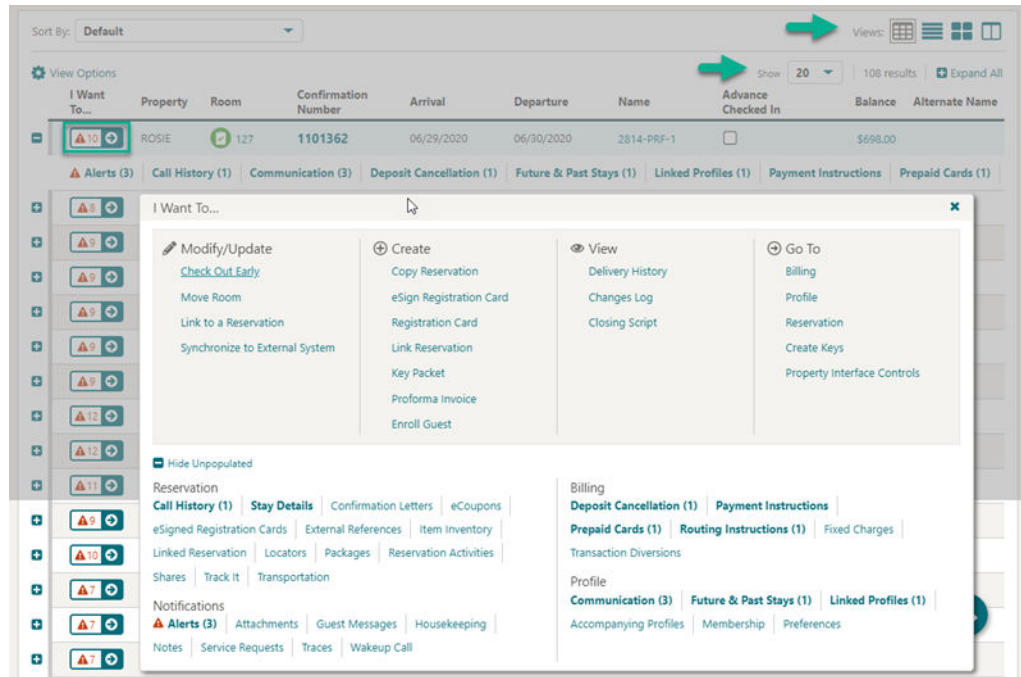 Sort By: Default Views:
View Options Show 20 108 results Expand All
I Want To... Property Room Confirmation Number Arrival Departure Name Advance Checked In Balance Alternate Name
10 ROSIE 127 1101362 06/29/2020 06/30/2020 2814-PRF-1 $698.00
Alerts (3) Call History (1) Communication (3) Deposit Cancellation (1) Future & Past Stays (1) Linked Profiles (1) Payment Instructions Prepaid Cards (1)
8
9
9
9
9
9
12
12
11
9
10
7
7
7
I Want To...
Modify/Update
Check Out Early
Move Room
Link to a Reservation
Synchronize to External System
Create
Copy Reservation
eSign Registration Card
Registration Card
Link Reservation
Key Packet
Proforma Invoice
Enroll Guest
View
Delivery History
Changes Log
Closing Script
Go To
Billing
Profile
Reservation
Create Keys
Property Interface Controls
Hide Unpopulated
Reservation
Call History (1) Stay Details Confirmation Letters eCoupons
eSigned Registration Cards External References Item Inventory
Linked Reservation Locators Packages Reservation Activities
Shares Track It Transportation
Notifications
Alerts (3) Attachments Guest Messages Housekeeping
Notes Service Requests Traces Wakeup Call
Billing
Deposit Cancellation (1) Payment Instructions
Prepaid Cards (1) Routing Instructions (1) Fixed Charges
Transaction Diversions
Profile
Communication (3) Future & Past Stays (1) Linked Profiles (1)
Accompanying Profiles Membership Preferences